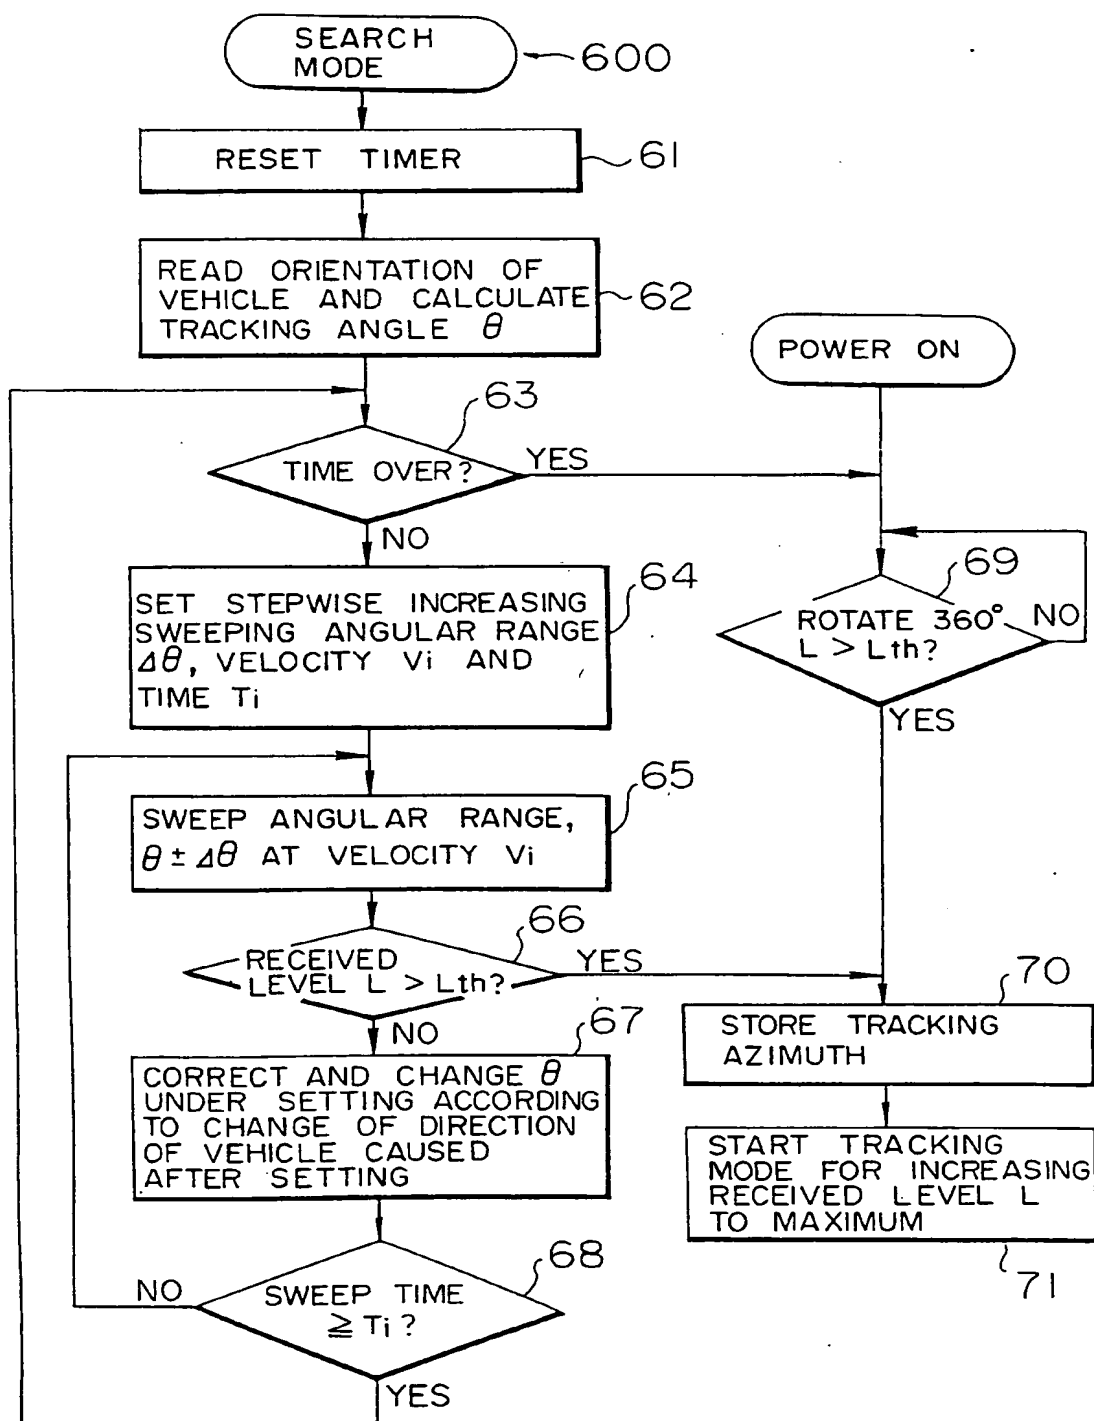 SEARCH
MODE
600
RESET TIMER
61
READ ORIENTATION OF
VEHICLE AND CALCULATE
TRACKING ANGLE θ
62
POWER ON
63
TIME OVER?
YES
NO
64
SET STEPWISE INCREASING
SWEEPING ANGULAR RANGE
Δθ, VELOCITY Vi AND
TIME Ti
69
ROTATE 360°
L > Lth?
NO
YES
65
SWEEP ANGULAR RANGE,
θ ± Δθ AT VELOCITY Vi
66
RECEIVED
LEVEL L > Lth?
YES
NO
67
CORRECT AND CHANGE θ
UNDER SETTING ACCORDING
TO CHANGE OF DIRECTION
OF VEHICLE CAUSED
AFTER SETTING
70
STORE TRACKING
AZIMUTH
START TRACKING
MODE FOR INCREASING
RECEIVED LEVEL L
TO MAXIMUM
71
68
NO
SWEEP TIME
≧ Ti?
YES